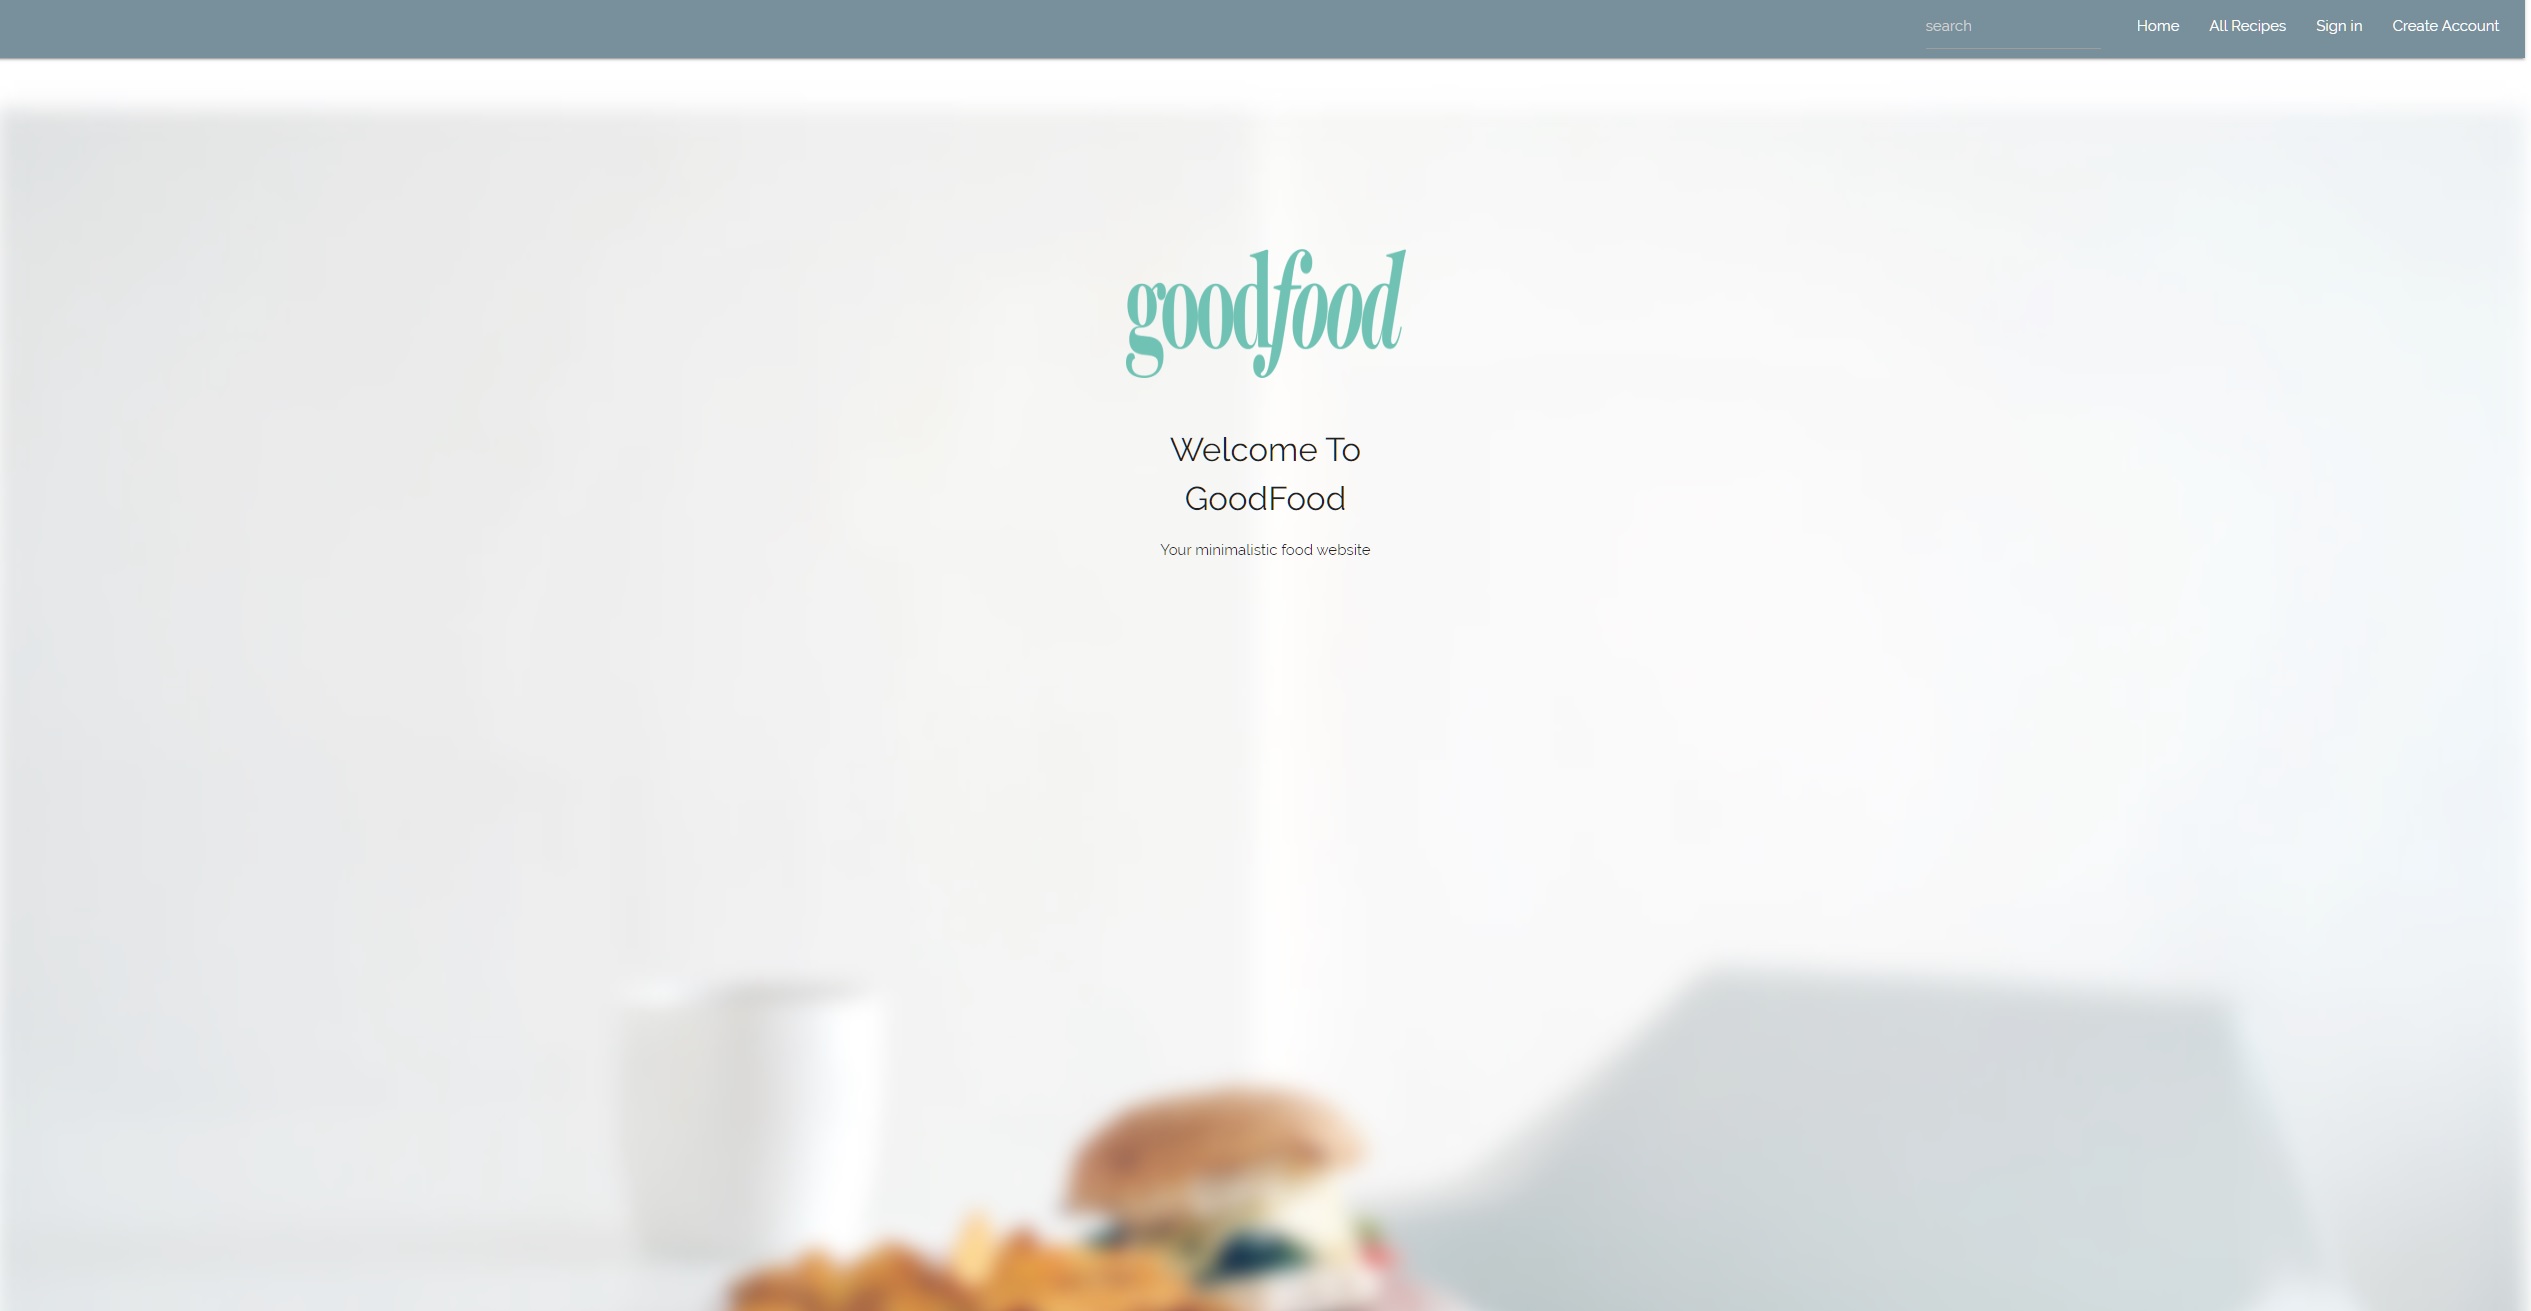 search Home All Recipes Sign in Create Account
goodfood
Welcome To
GoodFood
Your minimalistic food website